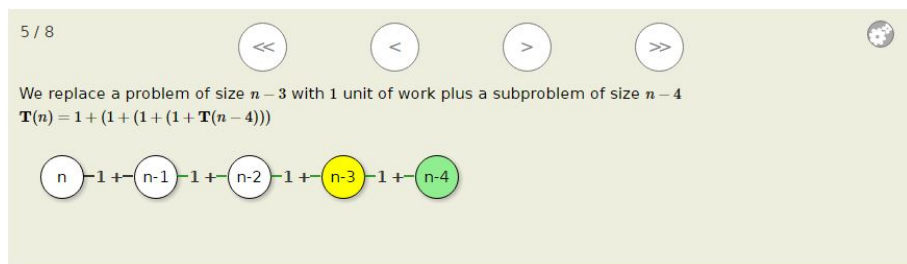 5 / 8
<< < > >>
We replace a problem of size n − 3 with 1 unit of work plus a subproblem of size n − 4
T(n) = 1 + (1 + (1 + (1 + T(n − 4)))
n 1 + n-1 1 + n-2 1 + n-3 1 + n-4